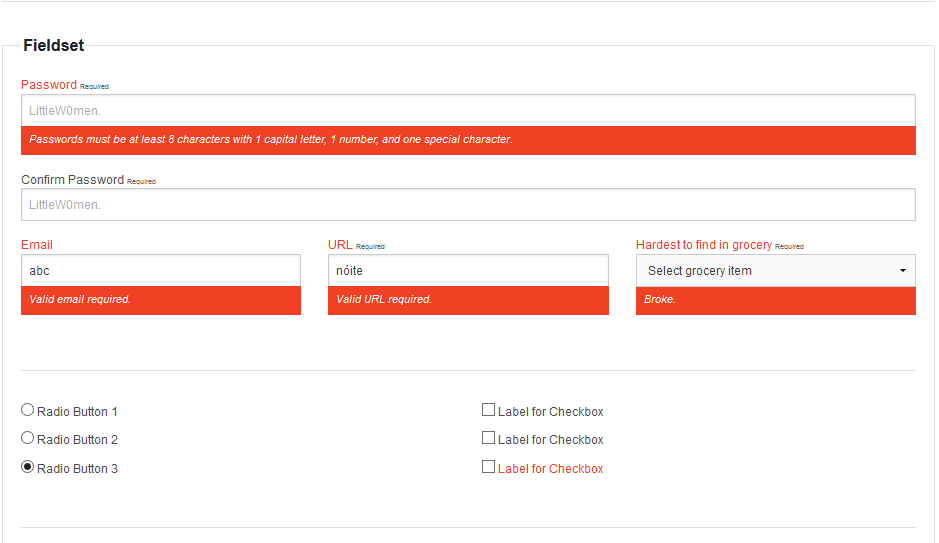 Fieldset
Password Required
LittleW0men.
Passwords must be at least 8 characters with 1 capital letter, 1 number, and one special character.
Confirm Password Required
LittleW0men.
Email URL Required Hardest to find in grocery Required
abc nóite Select grocery item
Valid email required. Valid URL required. Broke.
Radio Button 1 Label for Checkbox
Radio Button 2 Label for Checkbox
Radio Button 3 Label for Checkbox